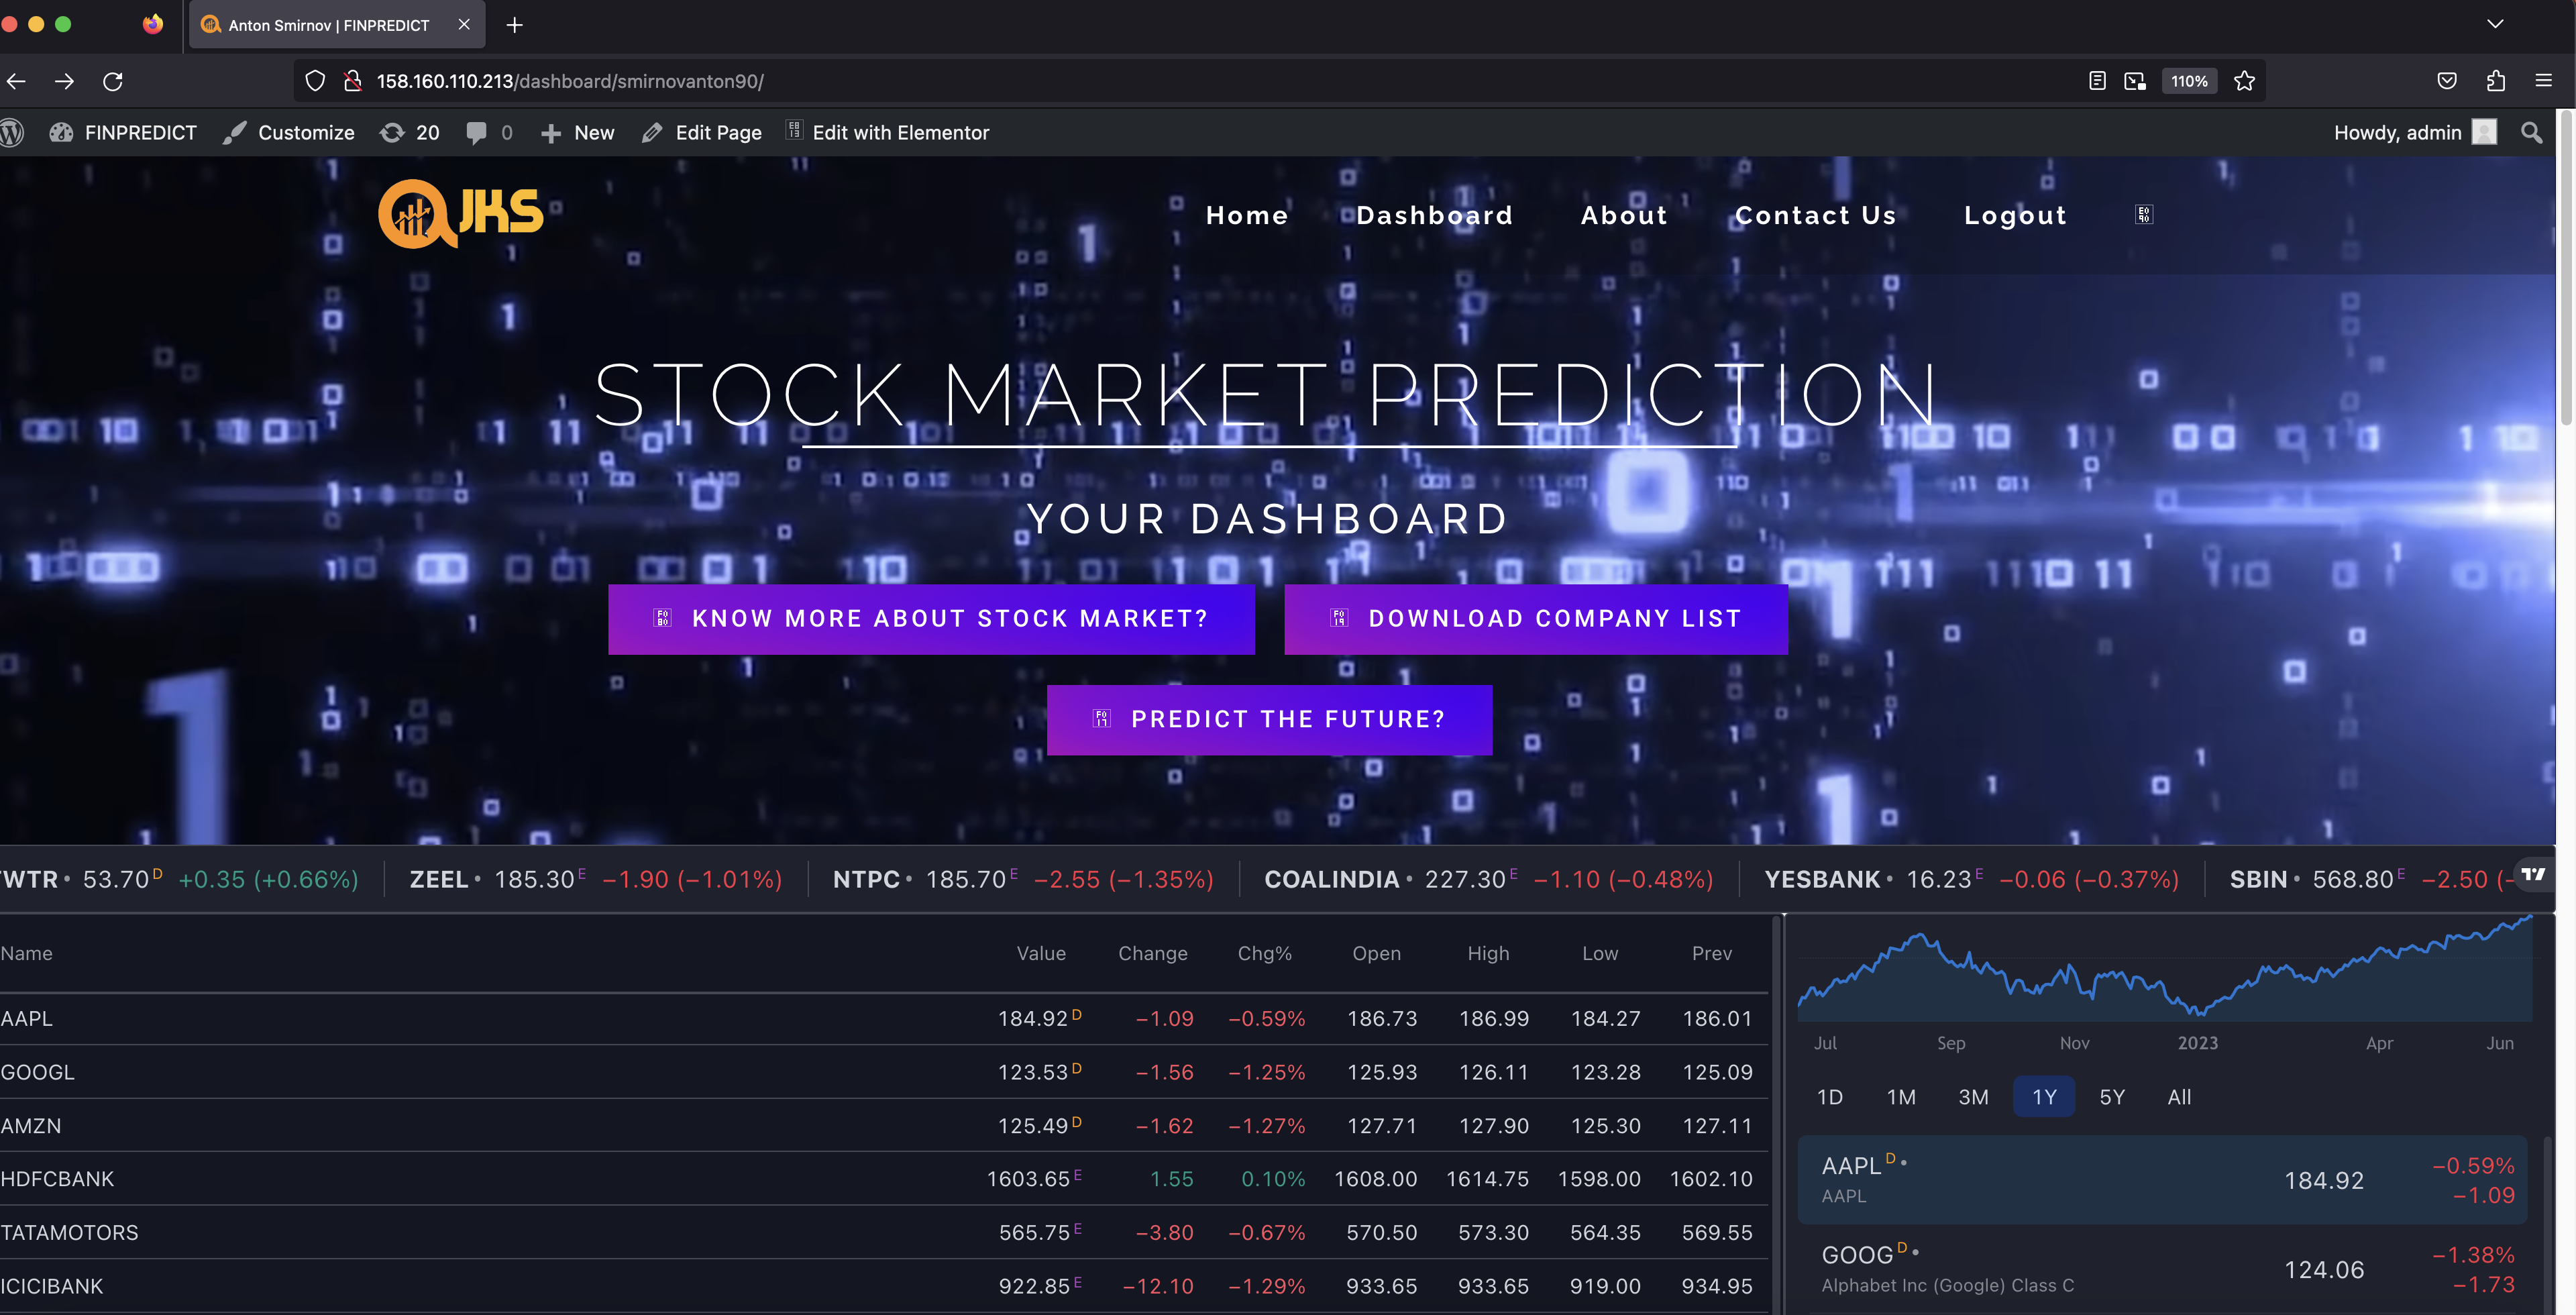 Anton Smirnov | FINPREDICT
158.160.110.213/dashboard/smirnovanton90/
110%
FINPREDICT Customize 20 0 New Edit Page Edit with Elementor Howdy, admin
JKS
Home Dashboard About Contact Us Logout
STOCK MARKET PREDICTION
YOUR DASHBOARD
KNOW MORE ABOUT STOCK MARKET? DOWNLOAD COMPANY LIST
PREDICT THE FUTURE?
WTR • 53.70 D +0.35 (+0.66%) ZEEL • 185.30 E −1.90 (−1.01%) NTPC • 185.70 E −2.55 (−1.35%) COALINDIA • 227.30 E −1.10 (−0.48%) YESBANK • 16.23 E −0.06 (−0.37%) SBIN • 568.80 E −2.50 (−
Name Value Change Chg% Open High Low Prev
AAPL 184.92 D −1.09 −0.59% 186.73 186.99 184.27 186.01
GOOGL 123.53 D −1.56 −1.25% 125.93 126.11 123.28 125.09
AMZN 125.49 D −1.62 −1.27% 127.71 127.90 125.30 127.11
HDFCBANK 1603.65 E 1.55 0.10% 1608.00 1614.75 1598.00 1602.10
TATAMOTORS 565.75 E −3.80 −0.67% 570.50 573.30 564.35 569.55
ICICIBANK 922.85 E −12.10 −1.29% 933.65 933.65 919.00 934.95
Jul Sep Nov 2023 Apr Jun
1D 1M 3M 1Y 5Y All
AAPL D • 184.92 −0.59%
AAPL −1.09
GOOG D • 124.06 −1.38%
Alphabet Inc (Google) Class C −1.73